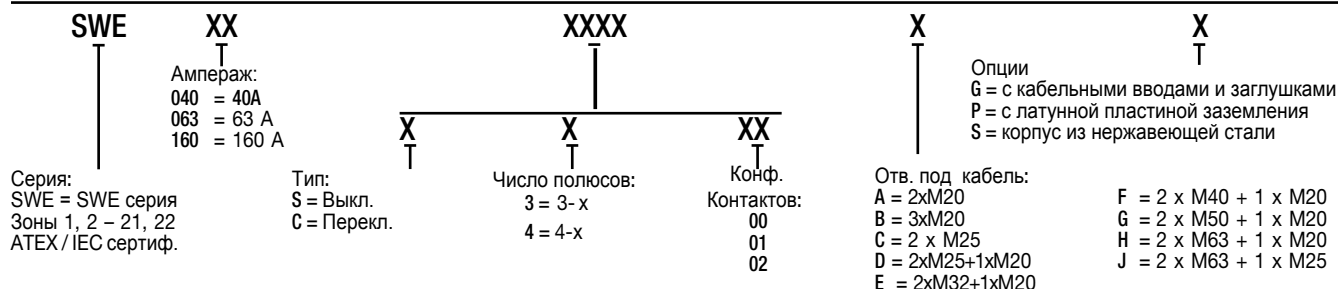 SWE XX XXXX X X
Амперaж:
040 = 40A
063 = 63 A
160 = 160 A
Опции
G = с кабельными вводами и заглушками
P = с латунной пластиной заземления
S = корпус из нержавеющей стали
X X XX
Серия:
SWE = SWE серия
Зоны 1, 2 – 21, 22
ATEX / IEC сертиф.
Тип:
S = Выкл.
C = Перекл.
Число полюсов:
3 = 3- х
4 = 4-х
Конф.
Контактов:
00
01
02
Отв. под кабель:
A = 2xM20
B = 3xM20
C = 2 x M25
D = 2xM25+1xM20
E = 2xM32+1xM20
F = 2 x M40 + 1 x M20
G = 2 x M50 + 1 x M20
H = 2 x M63 + 1 x M20
J = 2 x M63 + 1 x M25